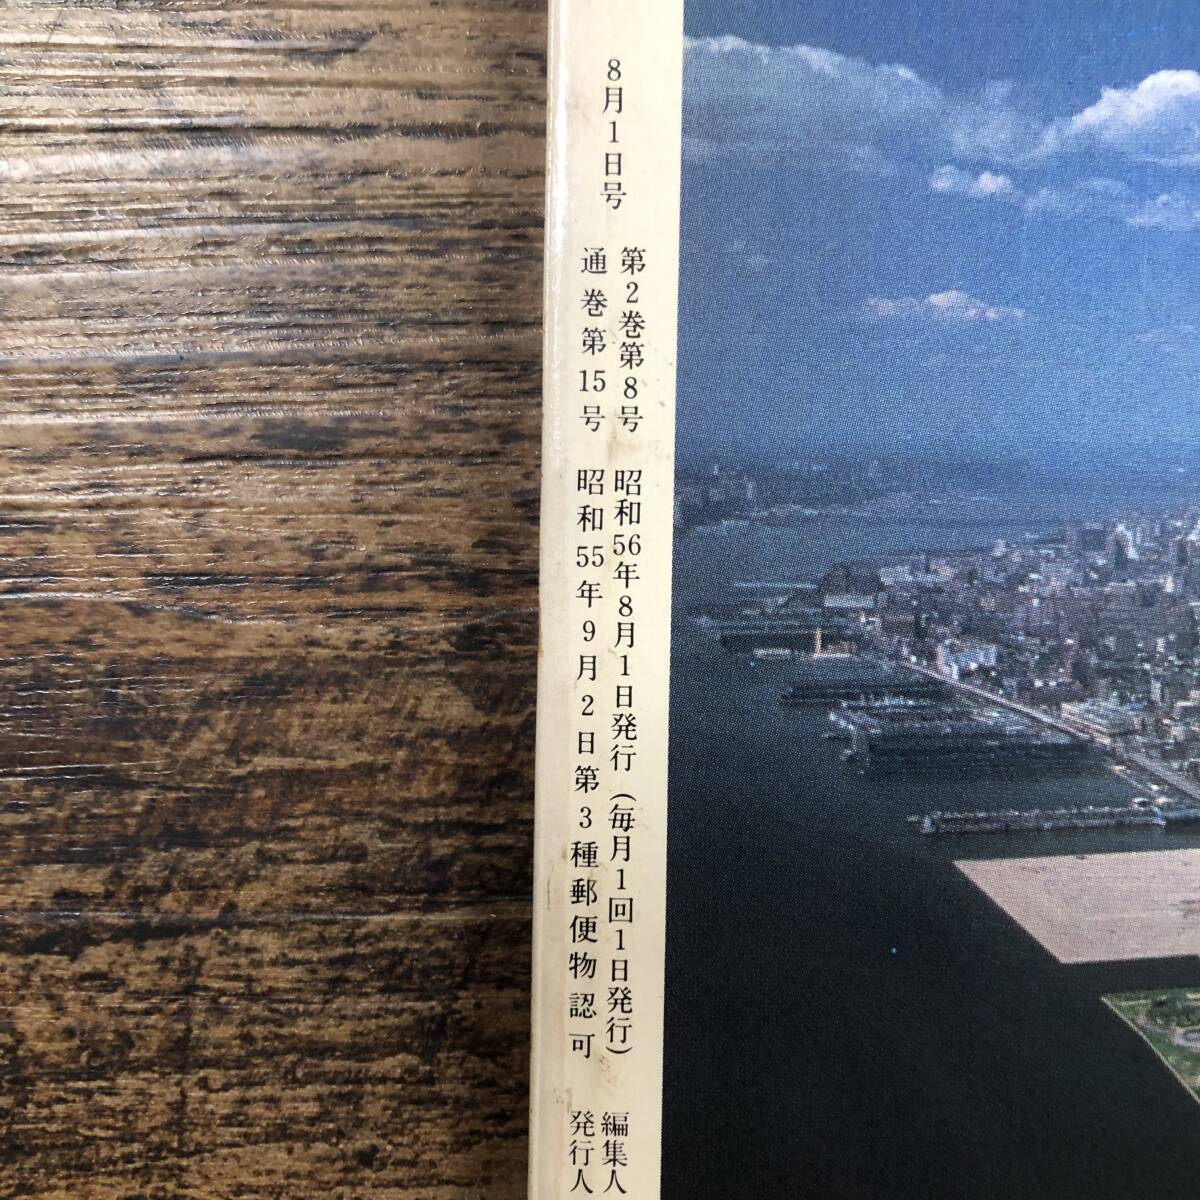 8月1日号
第2巻第8号
通巻第15号
昭和56年8月1日発行（毎月1回1日発行）
昭和55年9月2日第3種郵便物認可
編集人
発行人